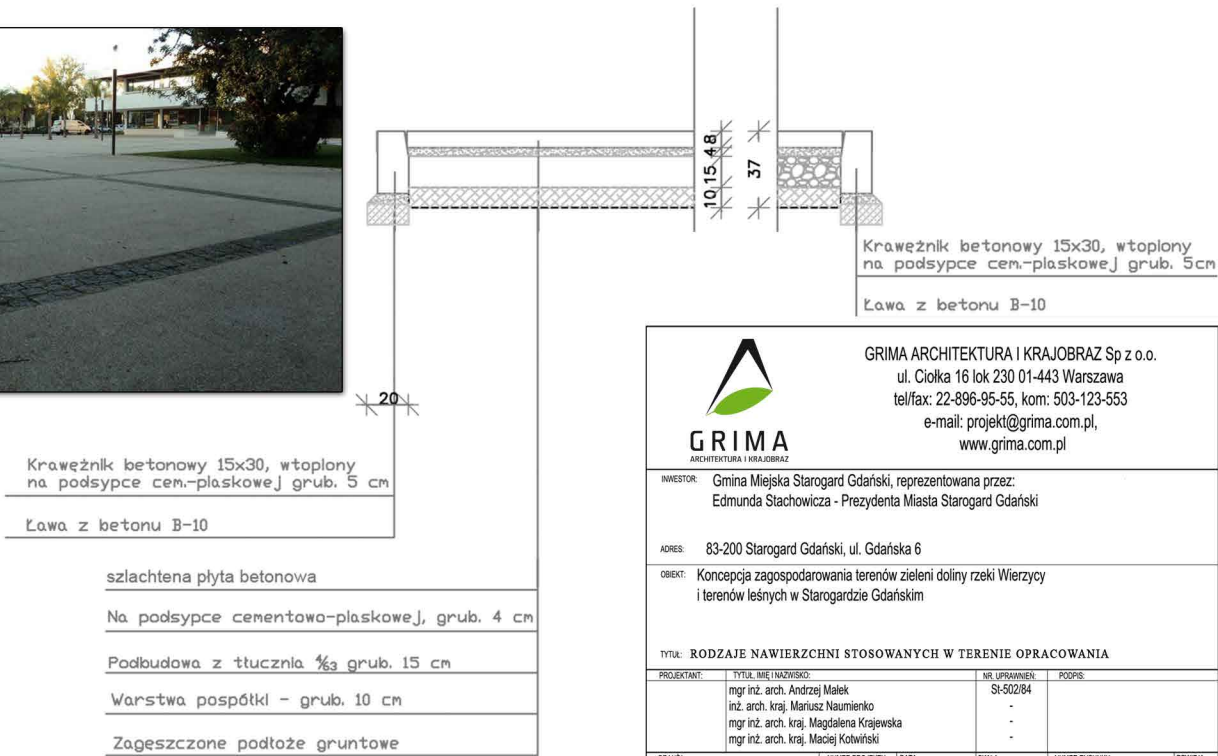 10 15 4 8
37
Krawężnik betonowy 15x30, wtopiony
na podsypce cem.-piaskowej grub. 5cm
Ława z betonu B-10
20
Krawężnik betonowy 15x30, wtopiony
na podsypce cem.-piaskowej grub. 5 cm
Ława z betonu B-10
szlachtena płyta betonowa
Na podsypce cementowo-piaskowej, grub. 4 cm
Podbudowa z tłucznia 4/63 grub. 15 cm
Warstwa pospółki - grub. 10 cm
Zagęszczone podłoże gruntowe
GRIMA
ARCHITEKTURA I KRAJOBRAZ
GRIMA ARCHITEKTURA I KRAJOBRAZ Sp z o.o.
ul. Ciołka 16 lok 230 01-443 Warszawa
tel/fax: 22-896-95-55, kom: 503-123-553
e-mail: projekt@grima.com.pl,
www.grima.com.pl
INWESTOR: Gmina Miejska Starogard Gdański, reprezentowana przez:
Edmunda Stachowicza - Prezydenta Miasta Starogard Gdański
ADRES: 83-200 Starogard Gdański, ul. Gdańska 6
OBIEKT: Koncepcja zagospodarowania terenów zieleni doliny rzeki Wierzycy
i terenów leśnych w Starogardzie Gdańskim
TYTUŁ: RODZAJE NAWIERZCHNI STOSOWANYCH W TERENIE OPRACOWANIA
PROJEKTANT: TYTUŁ, IMIĘ I NAZWISKO: NR. UPRAWNIEŃ: PODPIS:
mgr inż. arch. Andrzej Małek St-502/84
inż. arch. kraj. Mariusz Naumienko -
mgr inż. arch. kraj. Magdalena Krajewska -
mgr inż. arch. kraj. Maciej Kotwiński -